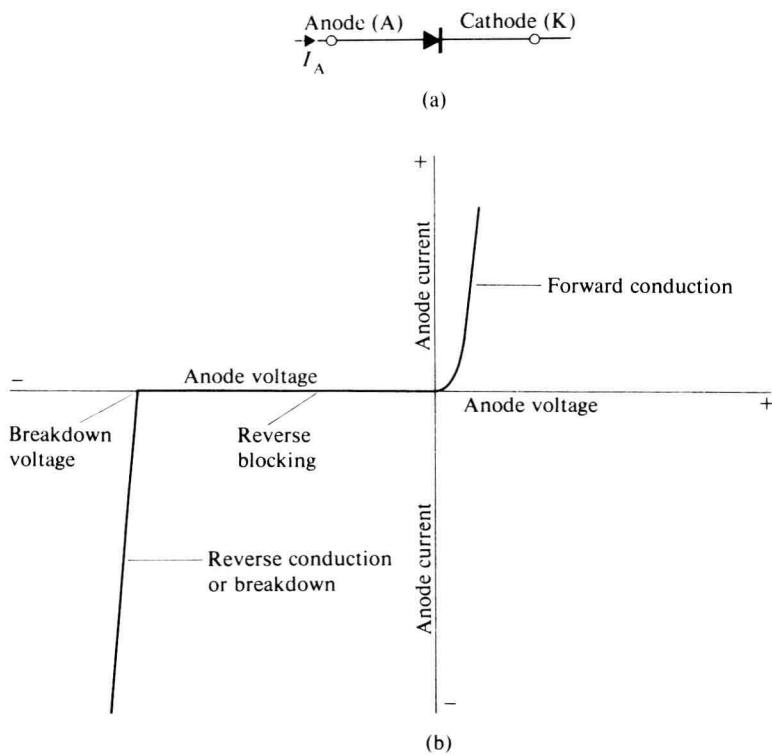 Anode (A) Cathode (K)
I_A
(a)
+
Anode current
Forward conduction
− Anode voltage
Anode voltage +
Breakdown
voltage
Reverse
blocking
Anode current
Reverse conduction
or breakdown
−
(b)